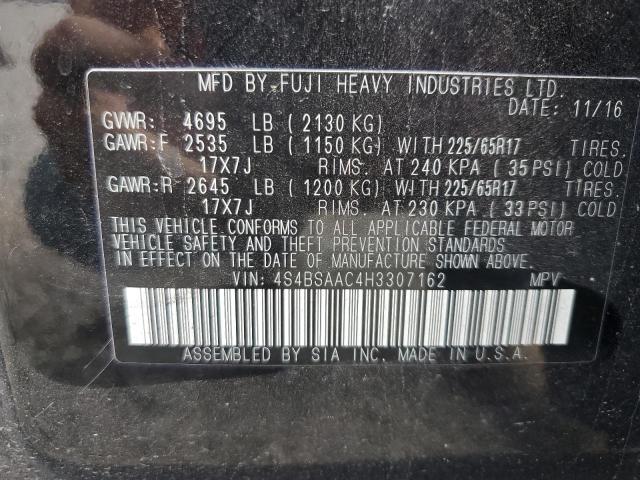 MFD BY FUJI HEAVY INDUSTRIES LTD.
DATE: 11/16
GVWR: 4695 LB ( 2130 KG)
GAWR:F 2535 LB ( 1150 KG) WITH 225/65R17 TIRES.
17X7J RIMS. AT 240 KPA ( 35 PSI) COLD
GAWR:R 2645 LB ( 1200 KG) WITH 225/65R17 TIRES.
17X7J RIMS. AT 230 KPA ( 33 PSI) COLD
THIS VEHICLE CONFORMS TO ALL APPLICABLE FEDERAL MOTOR
VEHICLE SAFETY AND THEFT PREVENTION STANDARDS IN
EFFECT ON THE DATE OF MANUFACTURE SHOWN ABOVE.
VIN: 4S4BSAAC4H3307162 MPV
ASSEMBLED BY SIA INC. MADE IN U.S.A.